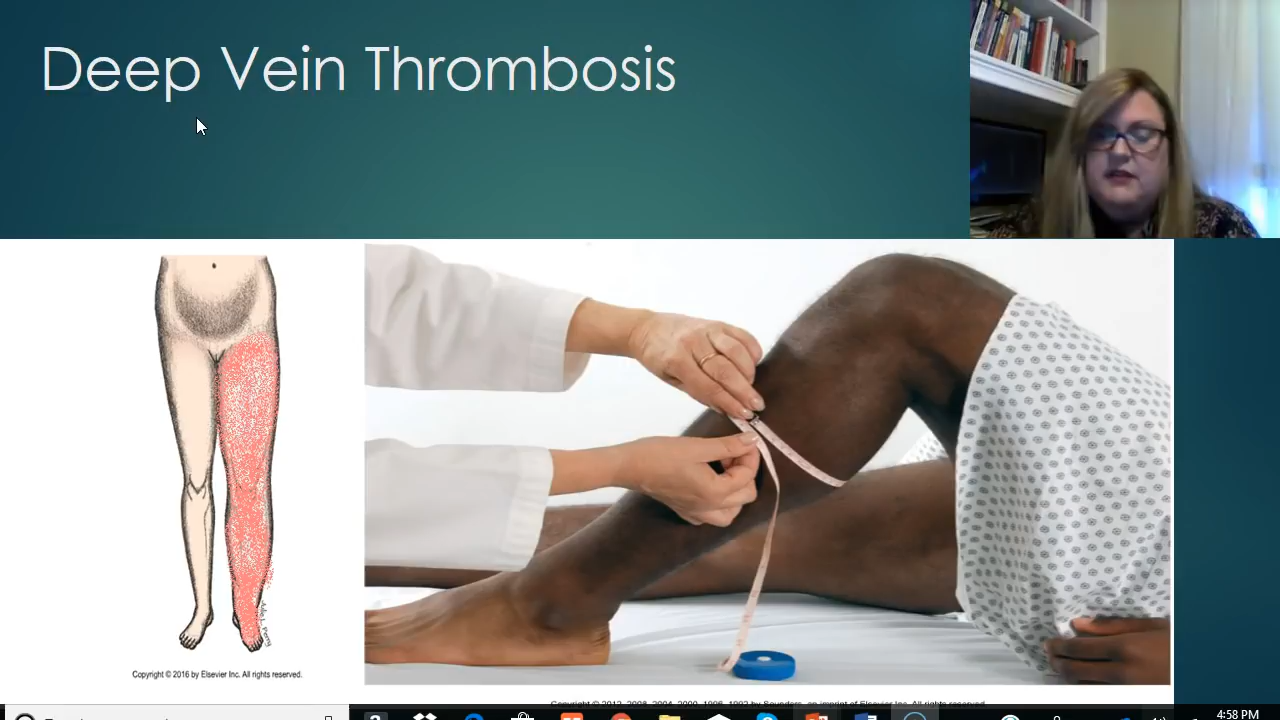 Deep Vein Thrombosis
Copyright © 2016 by Elsevier Inc. All rights reserved.
4:58 PM